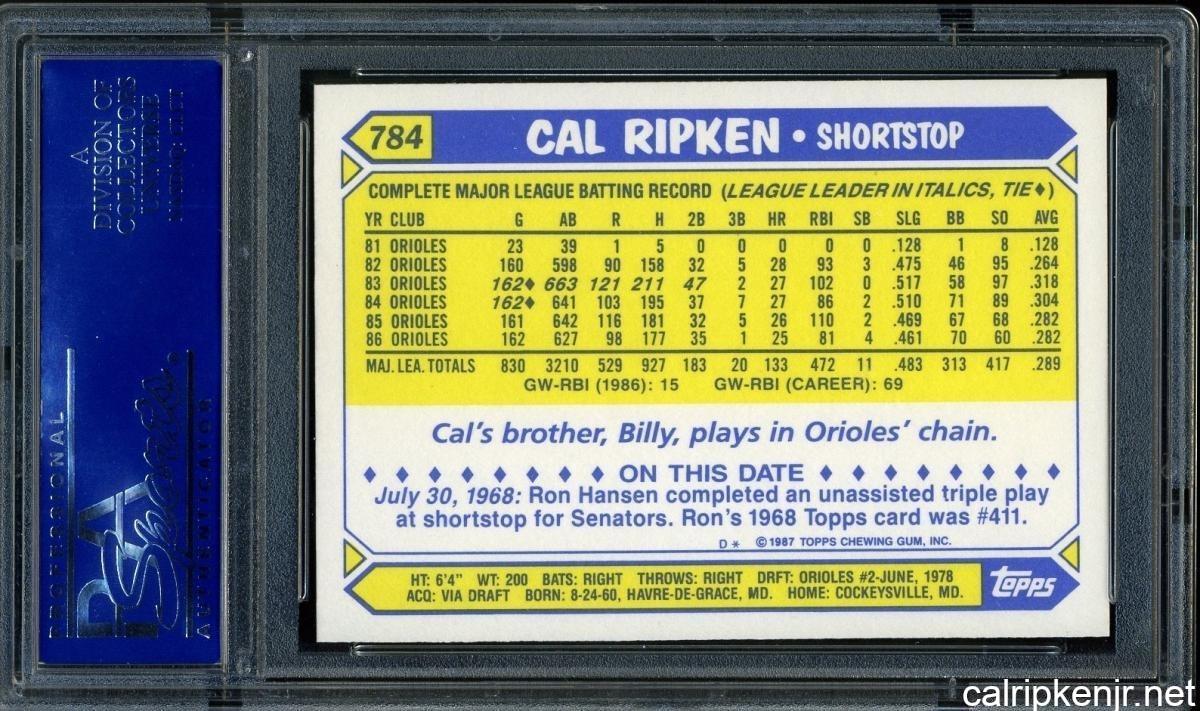 A
DIVISION OF
COLLECTORS
UNIVERSE
NASDAQ: CLCT
PROFESSIONAL
PSA
Sports
AUTHENTICATOR
784 CAL RIPKEN • SHORTSTOP
COMPLETE MAJOR LEAGUE BATTING RECORD (LEAGUE LEADER IN ITALICS, TIE♦)
YR CLUB G AB R H 2B 3B HR RBI SB SLG BB SO AVG
81 ORIOLES 23 39 1 5 0 0 0 0 0 .128 1 8 .128
82 ORIOLES 160 598 90 158 32 5 28 93 3 .475 46 95 .264
83 ORIOLES 162♦ 663 121 211 47 2 27 102 0 .517 58 97 .318
84 ORIOLES 162♦ 641 103 195 37 7 27 86 2 .510 71 89 .304
85 ORIOLES 161 642 116 181 32 5 26 110 2 .469 67 68 .282
86 ORIOLES 162 627 98 177 35 1 25 81 4 .461 70 60 .282
MAJ. LEA. TOTALS 830 3210 529 927 183 20 133 472 11 .483 313 417 .289
GW-RBI (1986): 15 GW-RBI (CAREER): 69
Cal's brother, Billy, plays in Orioles' chain.
♦ ♦ ♦ ♦ ♦ ♦ ♦ ♦ ON THIS DATE ♦ ♦ ♦ ♦ ♦ ♦ ♦ ♦
July 30, 1968: Ron Hansen completed an unassisted triple play
at shortstop for Senators. Ron's 1968 Topps card was #411.
D* ©1987 TOPPS CHEWING GUM, INC.
HT: 6'4" WT: 200 BATS: RIGHT THROWS: RIGHT DRFT: ORIOLES #2-JUNE, 1978
ACQ: VIA DRAFT BORN: 8-24-60, HAVRE-DE-GRACE, MD. HOME: COCKEYSVILLE, MD.
topps
calripkenjr.net